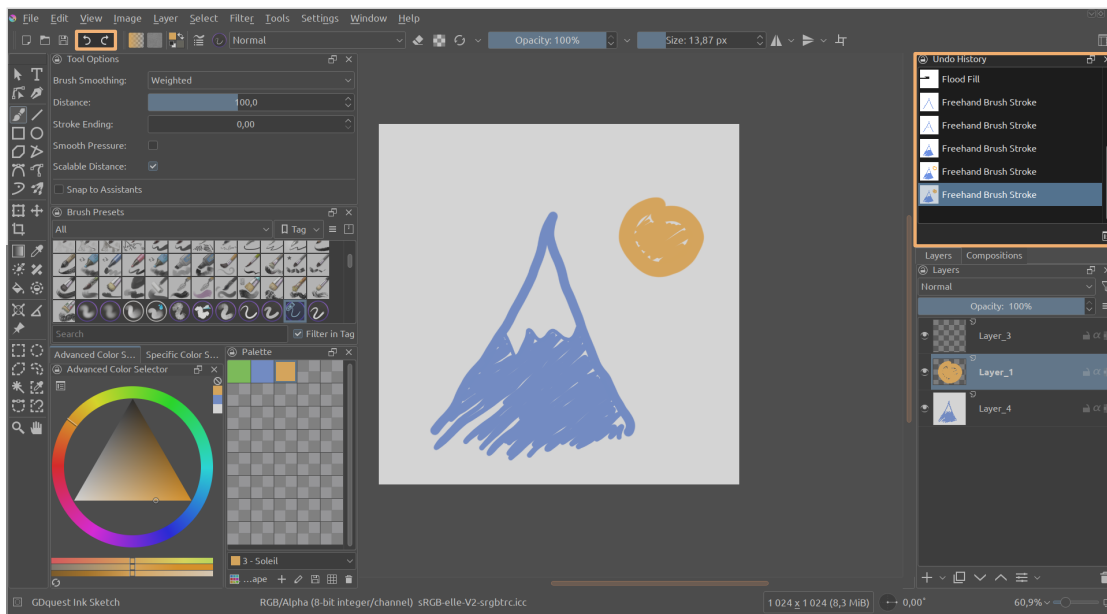 File Edit View Image Layer Select Filter Tools Settings Window Help
Normal
Opacity: 100%
Size: 13,87 px
Tool Options
Brush Smoothing: Weighted
Distance: 100,0
Stroke Ending: 0,00
Smooth Pressure:
Scalable Distance:
Snap to Assistants
Brush Presets
All
Tag
Search
Filter in Tag
Advanced Color S... Specific Color S...
Advanced Color Selector
Palette
3 - Soleil
...ape
Undo History
Flood Fill
Freehand Brush Stroke
Freehand Brush Stroke
Freehand Brush Stroke
Freehand Brush Stroke
Freehand Brush Stroke
Layers Compositions
Layers
Normal
Opacity: 100%
Layer_3
Layer_1
Layer_4
GDquest Ink Sketch
RGB/Alpha (8-bit integer/channel) sRGB-elle-V2-srgbtrc.icc
1 024 x 1 024 (8,3 MiB)
0,00°
60,9%